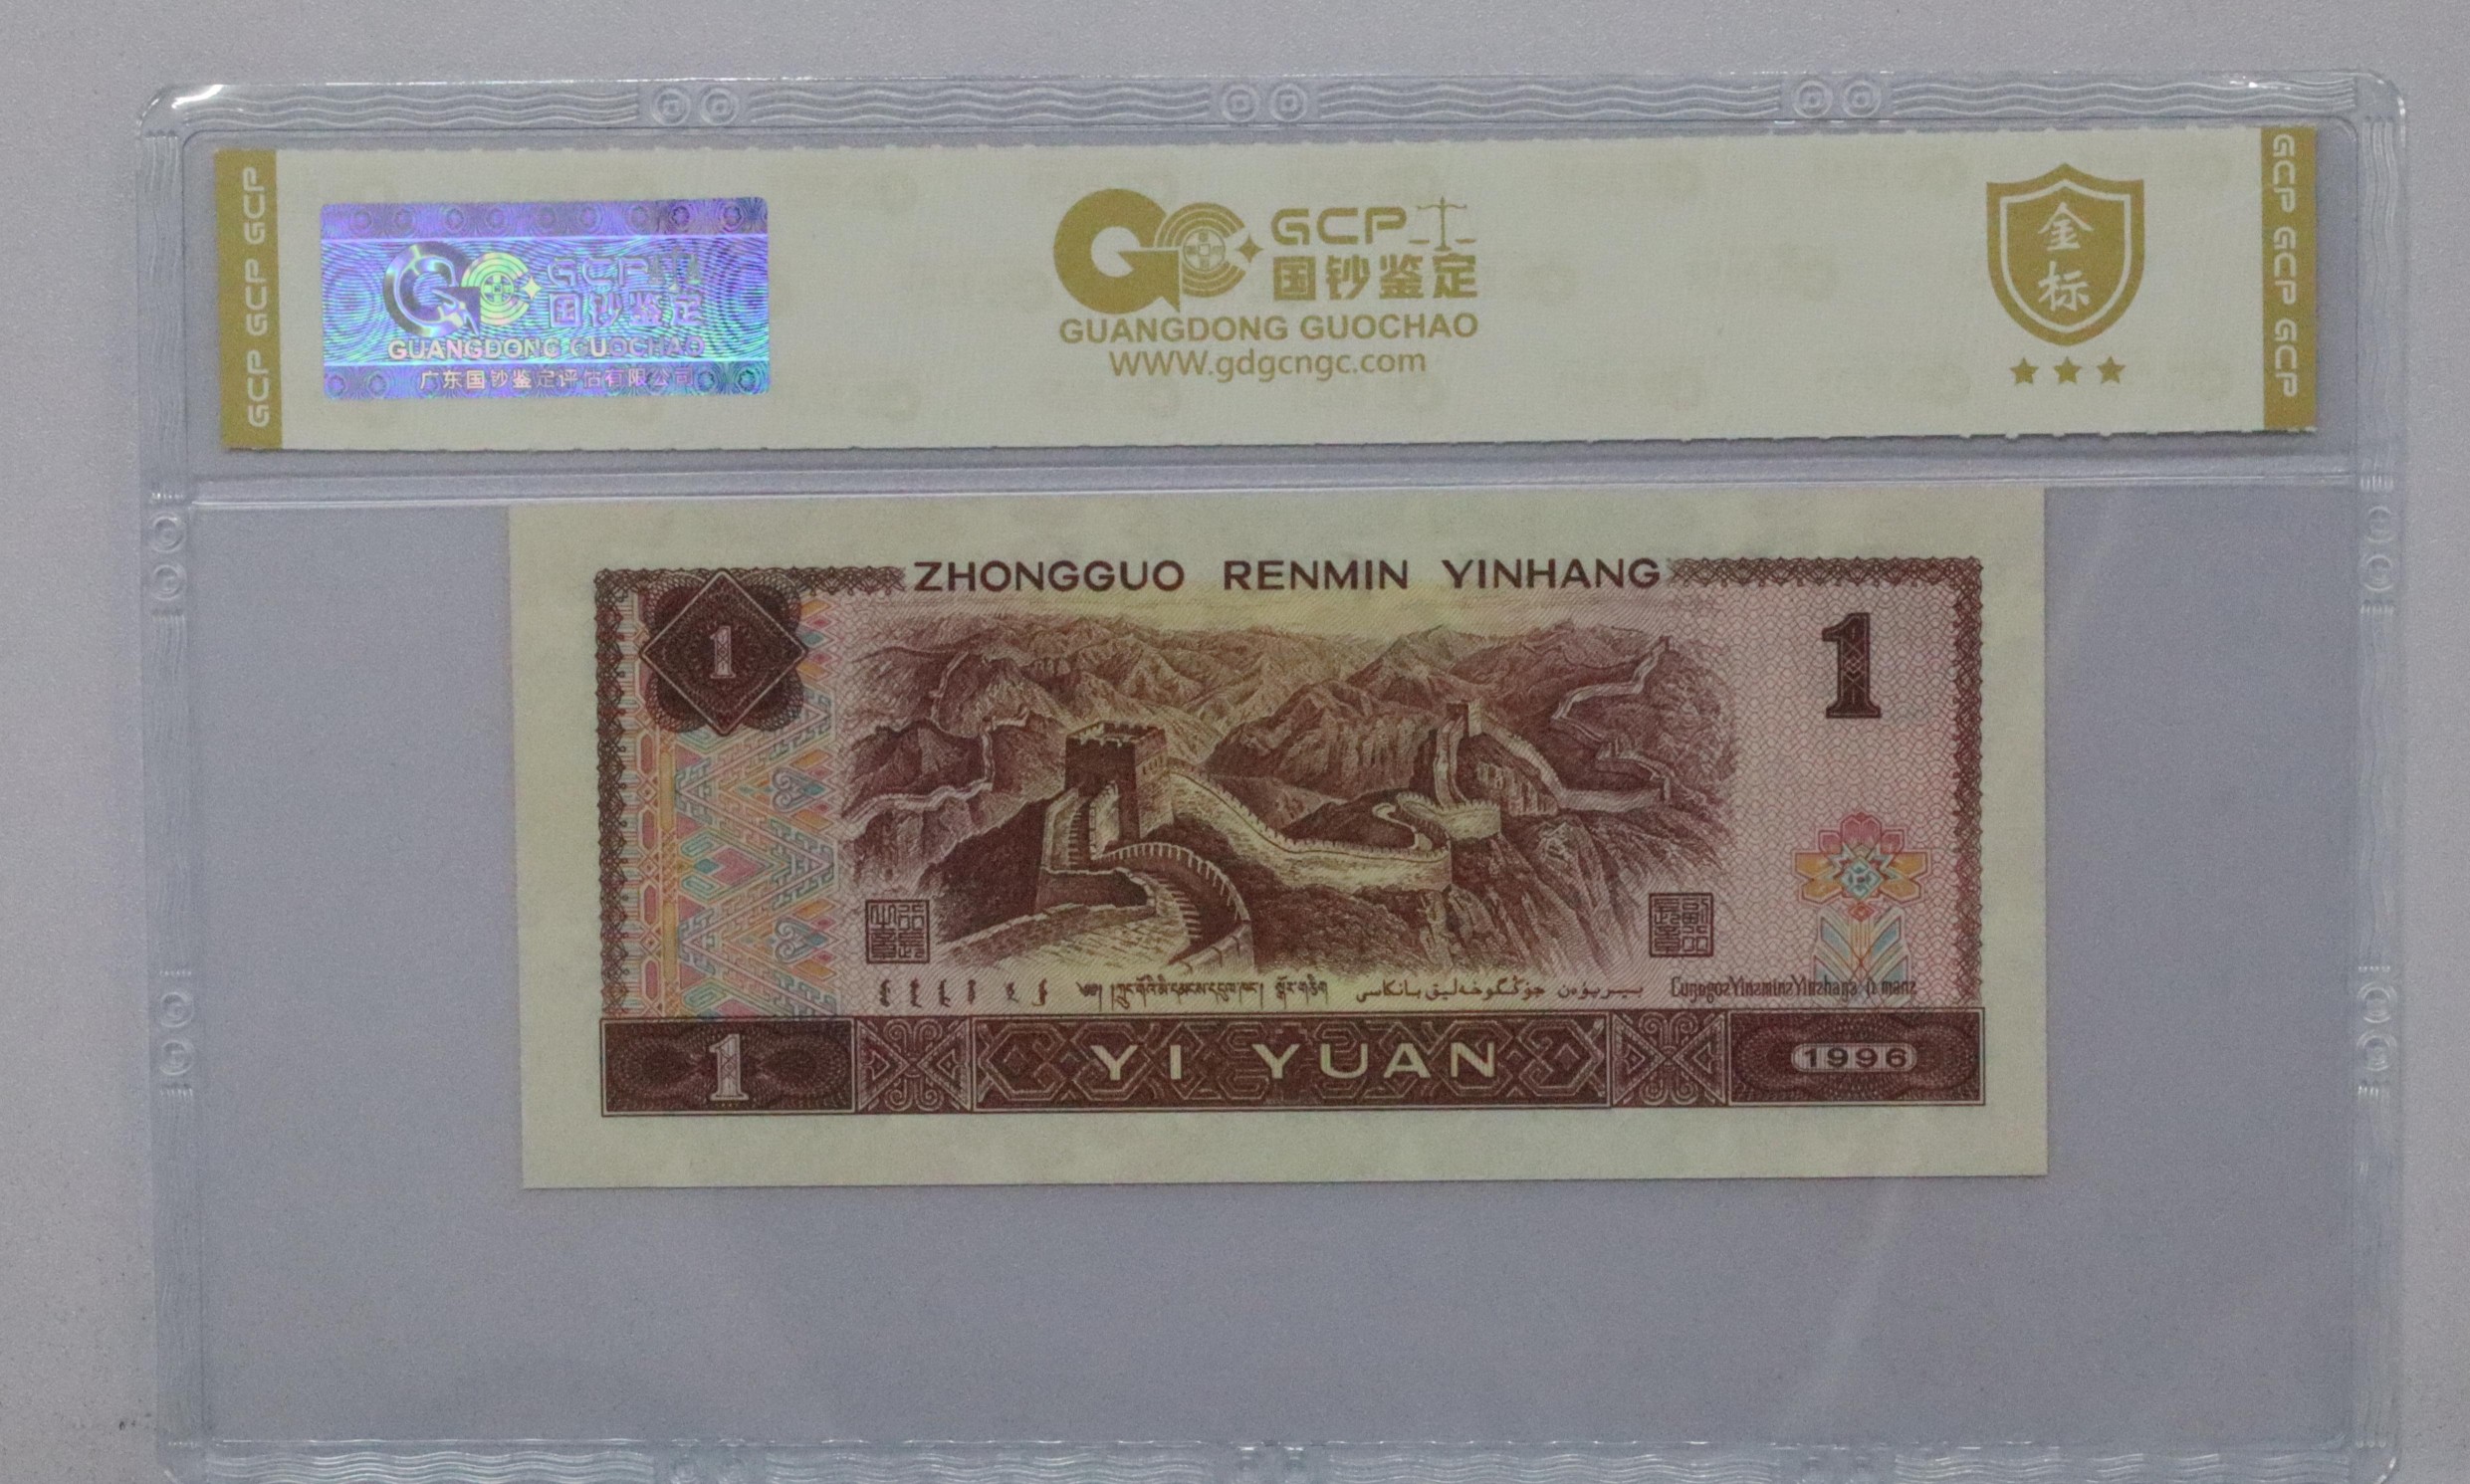 GCP GCP GCP
GCP
国钞鉴定
GUANGDONG GUOCHAO
广东国钞鉴定评估有限公司
GCP
国钞鉴定
GUANGDONG GUOCHAO
WWW.gdgcngc.com
金
标
GCP GCP GCP
ZHONGGUO RENMIN YINHANG
1
1
1
YI YUAN
1996